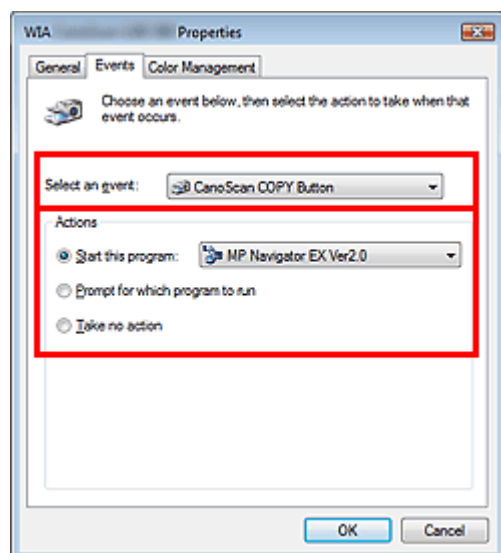 WIA Properties
General Events Color Management
Choose an event below, then select the action to take when that
event occurs.
Select an event: CanoScan COPY Button
Actions
Start this program: MP Navigator EX Ver2.0
Prompt for which program to run
Take no action
OK Cancel